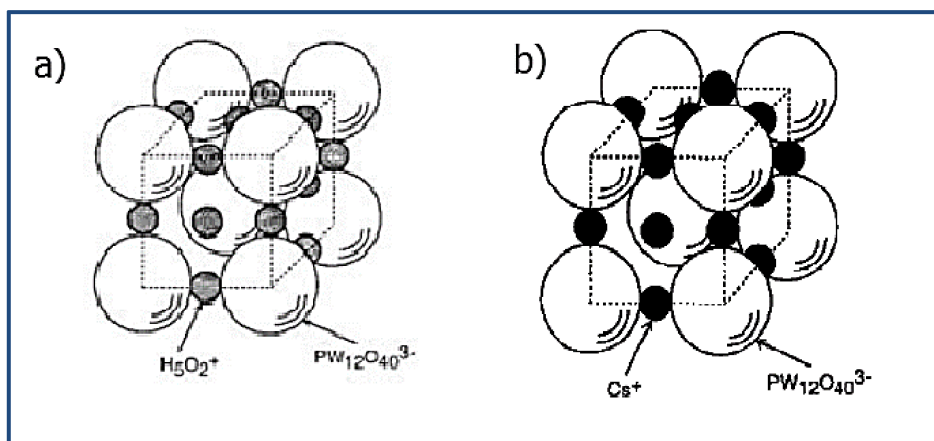 a)
b)
H₅O₂⁺
PW₁₂O₄₀³⁻
Cs⁺
PW₁₂O₄₀³⁻